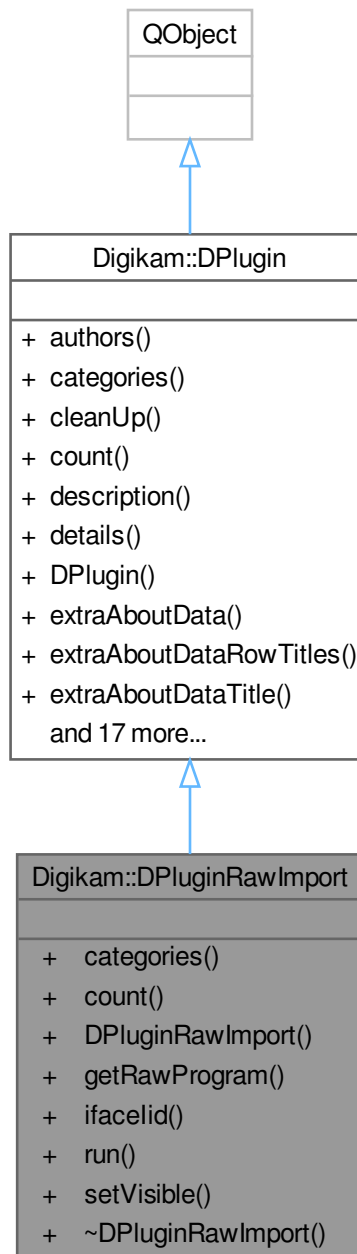 QObject
Digikam::DPlugin
+ authors()
+ categories()
+ cleanUp()
+ count()
+ description()
+ details()
+ DPlugin()
+ extraAboutData()
+ extraAboutDataRowTitles()
+ extraAboutDataTitle()
and 17 more...
Digikam::DPluginRawImport
+ categories()
+ count()
+ DPluginRawImport()
+ getRawProgram()
+ ifaceIid()
+ run()
+ setVisible()
+ ~DPluginRawImport()